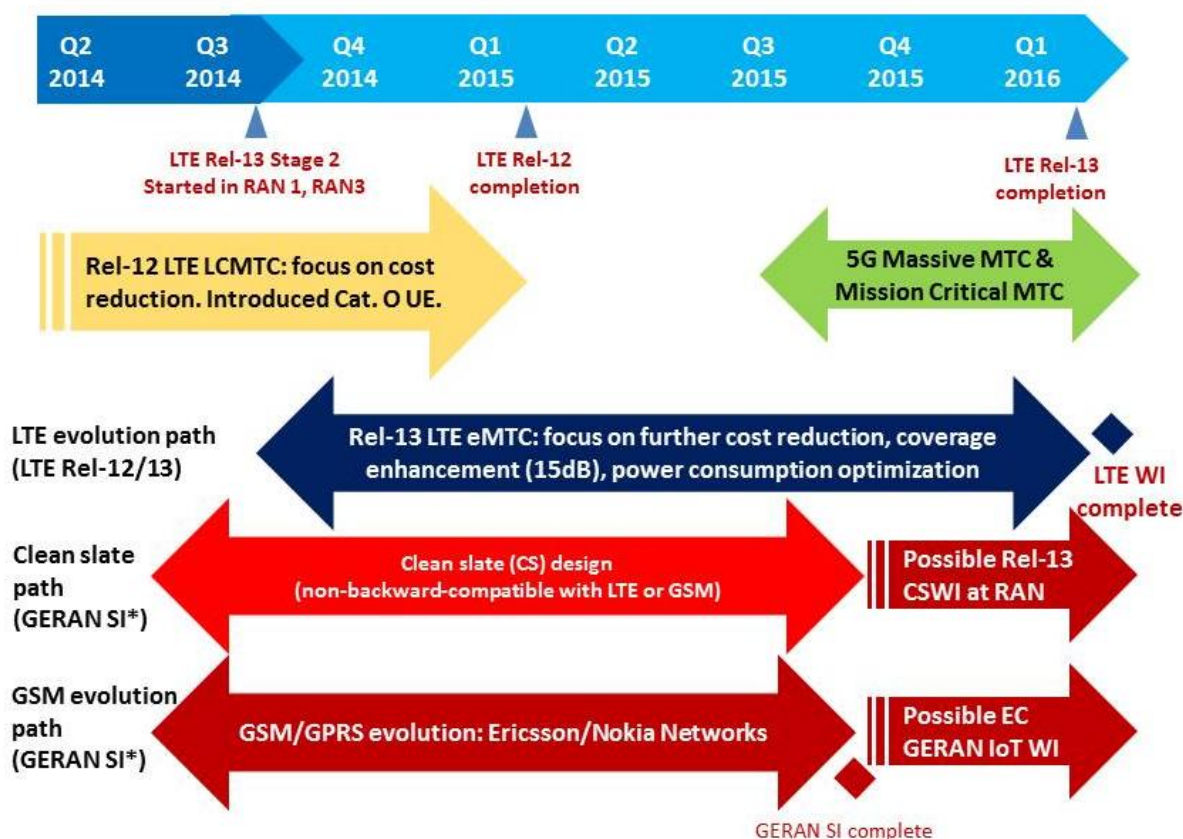 Q2 Q3 Q4 Q1 Q2 Q3 Q4 Q1
2014 2014 2014 2015 2015 2015 2015 2016
LTE Rel-13 Stage 2
Started in RAN 1, RAN3
LTE Rel-12
completion
LTE Rel-13
completion
Rel-12 LTE LCMTC: focus on cost
reduction. Introduced Cat. O UE.
5G Massive MTC &
Mission Critical MTC
LTE evolution path
(LTE Rel-12/13)
Rel-13 LTE eMTC: focus on further cost reduction, coverage
enhancement (15dB), power consumption optimization
LTE WI
complete
Clean slate
path
(GERAN SI*)
Clean slate (CS) design
(non-backward-compatible with LTE or GSM)
Possible Rel-13
CSWI at RAN
GSM evolution
path
(GERAN SI*)
GSM/GPRS evolution: Ericsson/Nokia Networks
Possible EC
GERAN IoT WI
GERAN SI complete